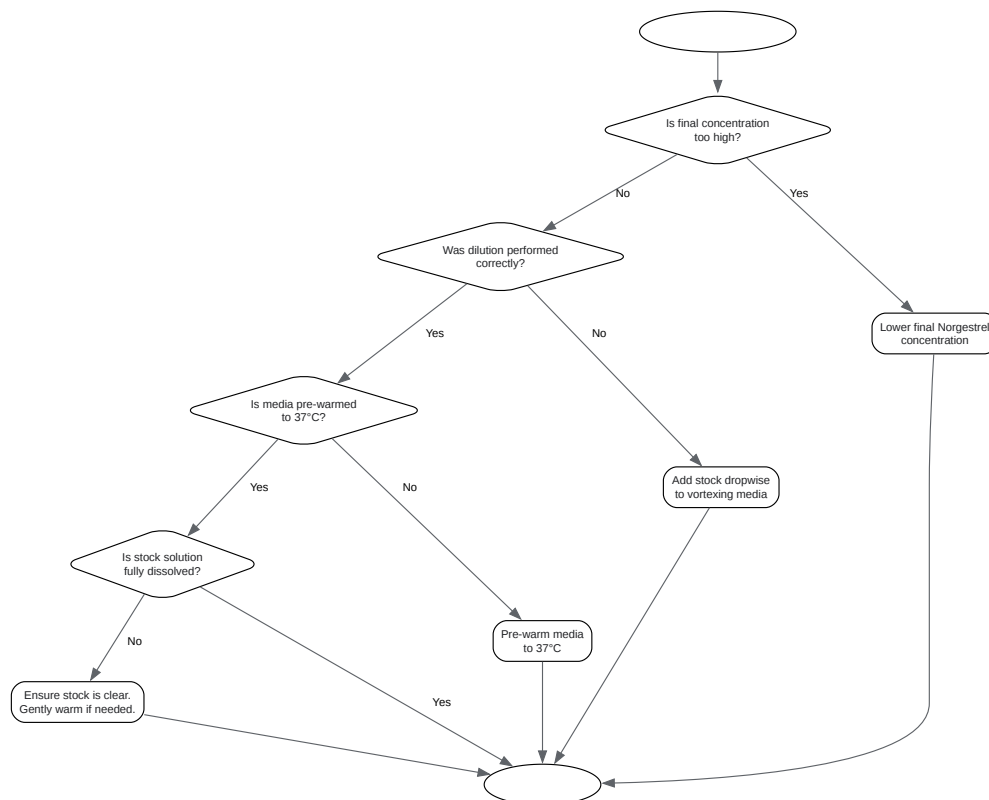 Is final concentration
too high?
No
Yes
Was dilution performed
correctly?
Yes
No
Lower final Norgestrel
concentration
Is media pre-warmed
to 37°C?
Yes
No
Add stock dropwise
to vortexing media
Is stock solution
fully dissolved?
No
Yes
Pre-warm media
to 37°C
Ensure stock is clear.
Gently warm if needed.